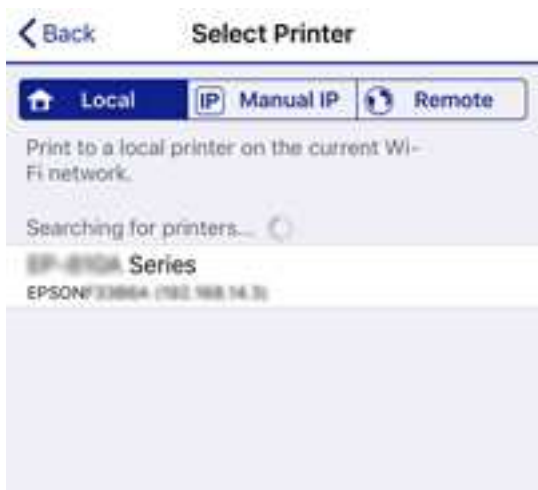 Back Select Printer
Local IP Manual IP Remote
Print to a local printer on the current Wi-
Fi network.
Searching for printers...
Series
EPSON